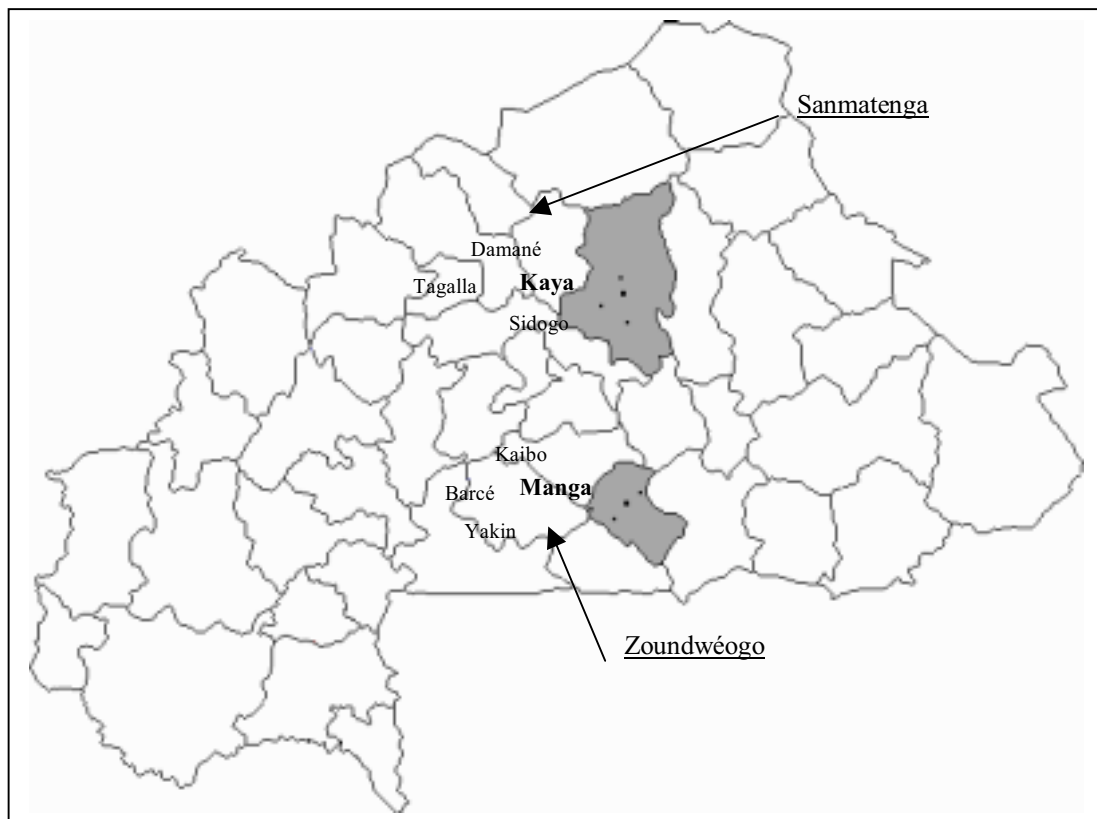 Sanmatenga
Damané
Tagalla
Kaya
Sidogo
Kaibo
Barcé
Manga
Yakin
Zoundwéogo